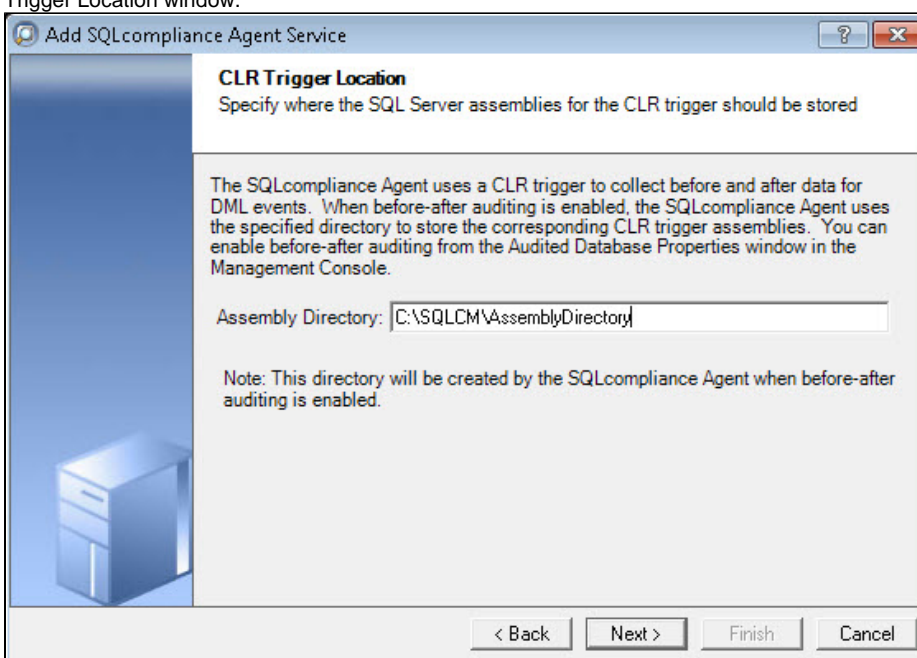 Trigger Location window.
Add SQLcompliance Agent Service
CLR Trigger Location
Specify where the SQL Server assemblies for the CLR trigger should be stored
The SQLcompliance Agent uses a CLR trigger to collect before and after data for
DML events. When before-after auditing is enabled, the SQLcompliance Agent uses
the specified directory to store the corresponding CLR trigger assemblies. You can
enable before-after auditing from the Audited Database Properties window in the
Management Console.
Assembly Directory: C:\SQLCM\AssemblyDirectory
Note: This directory will be created by the SQLcompliance Agent when before-after
auditing is enabled.
< Back Next > Finish Cancel